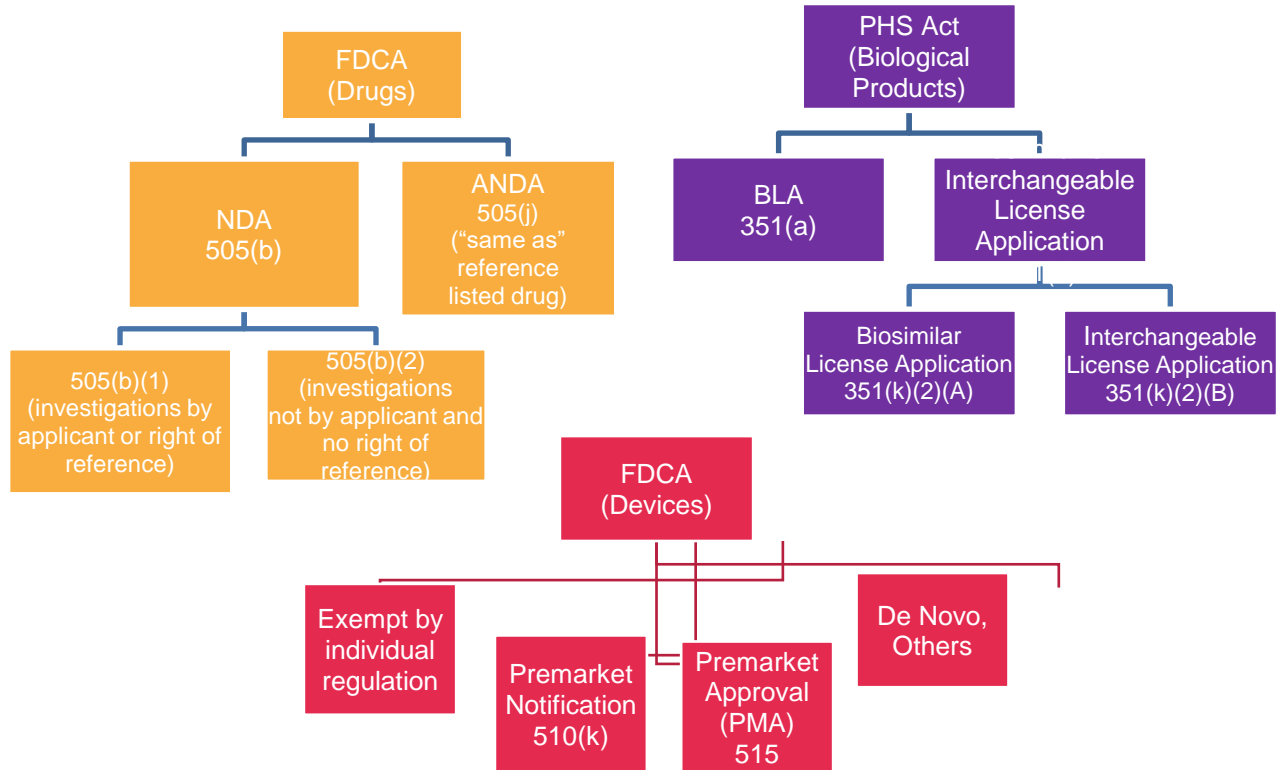 FDCA
(Drugs)
NDA
505(b)
ANDA
505(j)
(“same as”
reference
listed drug)
505(b)(1)
(investigations by
applicant or right of
reference)
505(b)(2)
(investigations
not by applicant and
no right of
reference)
PHS Act
(Biological
Products)
BLA
351(a)
Interchangeable
License
Application
Biosimilar
License Application
351(k)(2)(A)
Interchangeable
License Application
351(k)(2)(B)
FDCA
(Devices)
Exempt by
individual
regulation
Premarket
Notification
510(k)
Premarket
Approval
(PMA)
515
De Novo,
Others